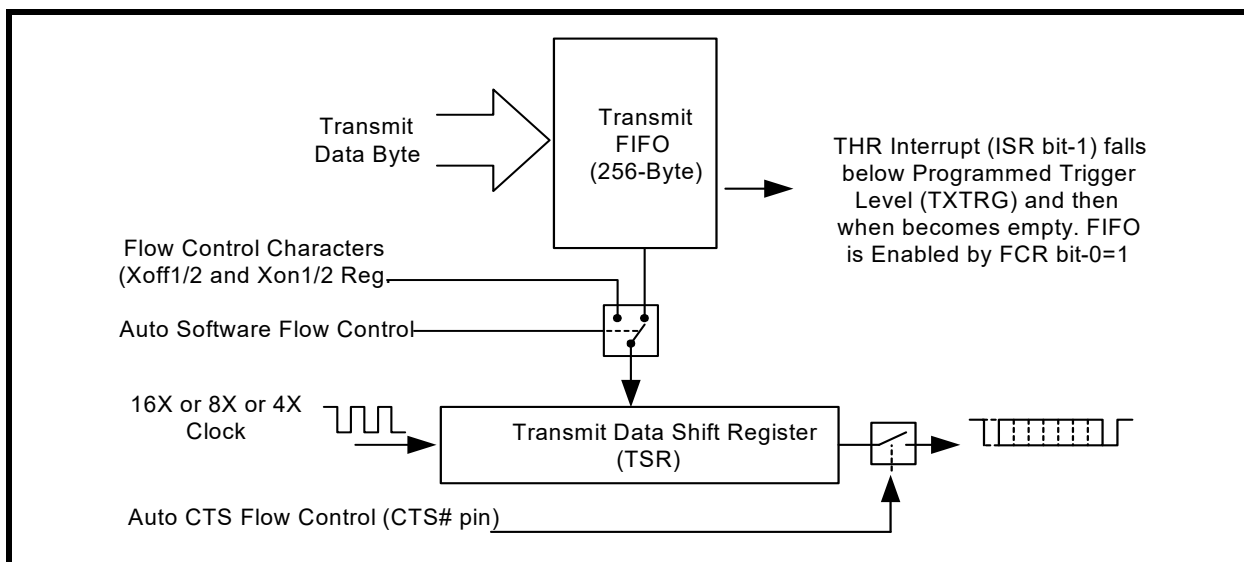 Transmit
Data Byte
Transmit
FIFO
(256-Byte)
THR Interrupt (ISR bit-1) falls
below Programmed Trigger
Level (TXTRG) and then
when becomes empty. FIFO
is Enabled by FCR bit-0=1
Flow Control Characters
(Xoff1/2 and Xon1/2 Reg.
Auto Software Flow Control
16X or 8X or 4X
Clock
Transmit Data Shift Register
(TSR)
Auto CTS Flow Control (CTS# pin)